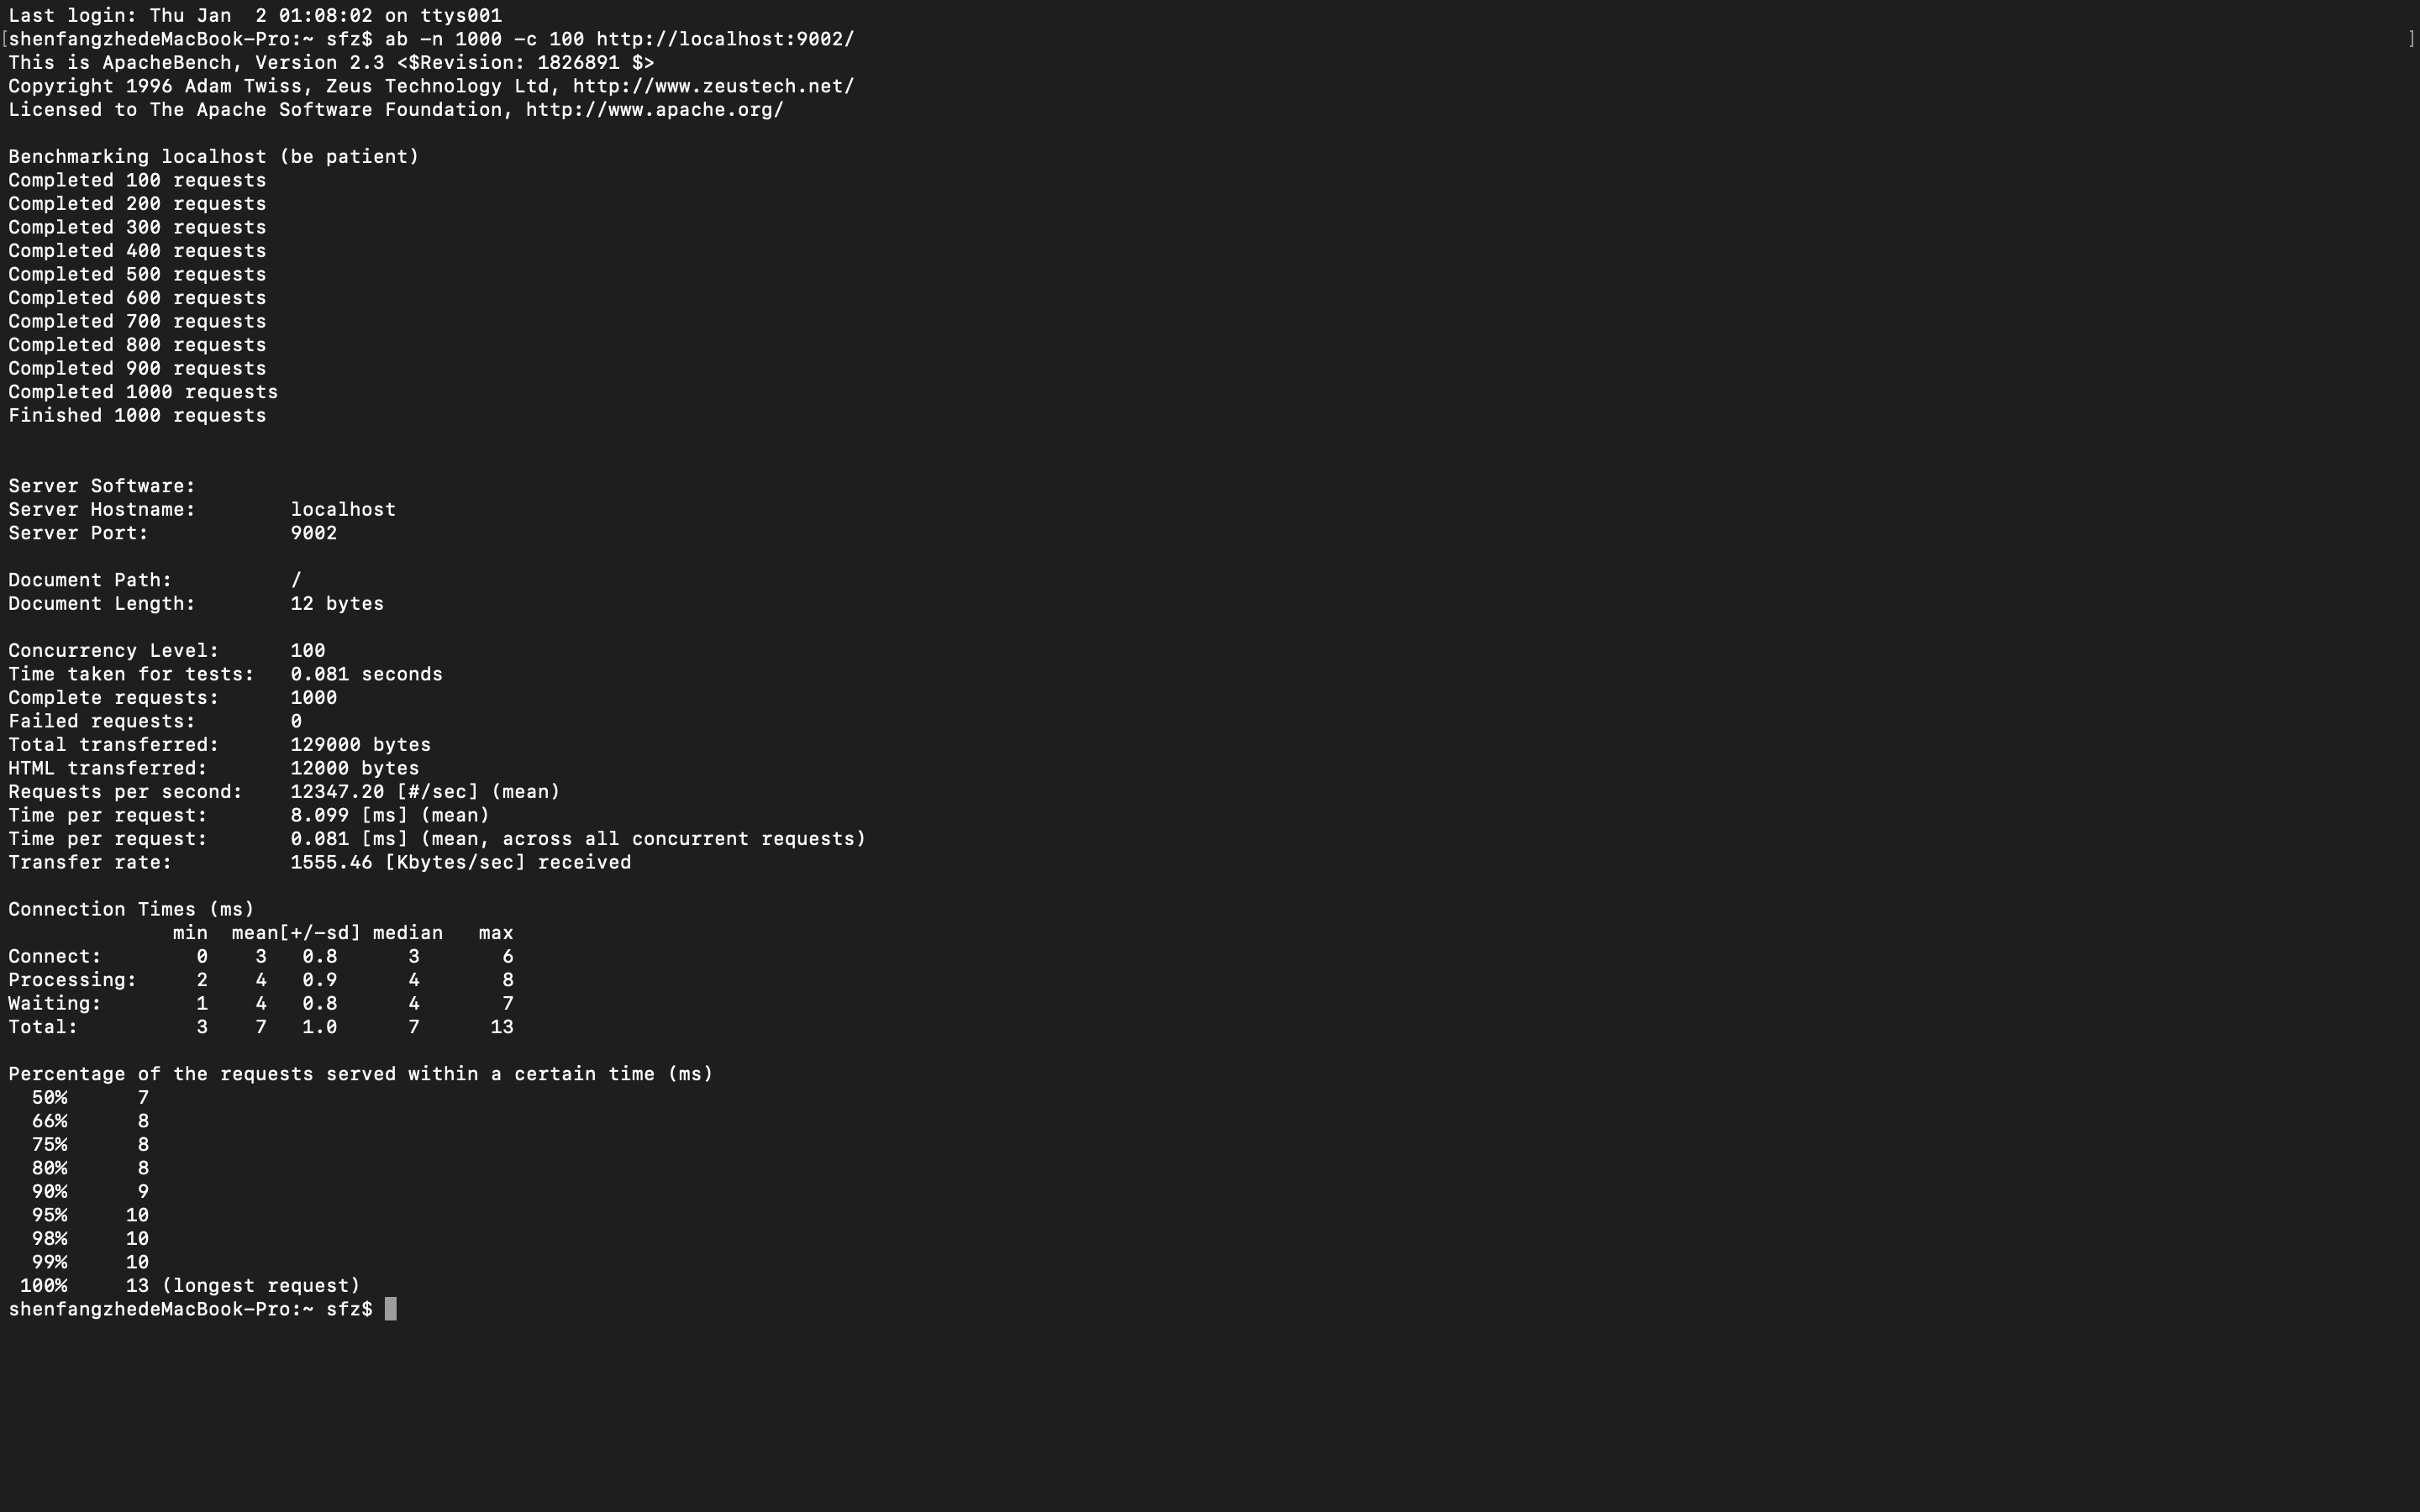 Last login: Thu Jan  2 01:08:02 on ttys001
[shenfangzhedeMacBook-Pro:~ sfz$ ab -n 1000 -c 100 http://localhost:9002/ ]
This is ApacheBench, Version 2.3 <$Revision: 1826891 $>
Copyright 1996 Adam Twiss, Zeus Technology Ltd, http://www.zeustech.net/
Licensed to The Apache Software Foundation, http://www.apache.org/

Benchmarking localhost (be patient)
Completed 100 requests
Completed 200 requests
Completed 300 requests
Completed 400 requests
Completed 500 requests
Completed 600 requests
Completed 700 requests
Completed 800 requests
Completed 900 requests
Completed 1000 requests
Finished 1000 requests


Server Software:
Server Hostname:        localhost
Server Port:            9002

Document Path:          /
Document Length:        12 bytes

Concurrency Level:      100
Time taken for tests:   0.081 seconds
Complete requests:      1000
Failed requests:        0
Total transferred:      129000 bytes
HTML transferred:       12000 bytes
Requests per second:    12347.20 [#/sec] (mean)
Time per request:       8.099 [ms] (mean)
Time per request:       0.081 [ms] (mean, across all concurrent requests)
Transfer rate:          1555.46 [Kbytes/sec] received

Connection Times (ms)
              min  mean[+/-sd] median   max
Connect:        0    3   0.8      3       6
Processing:     2    4   0.9      4       8
Waiting:        1    4   0.8      4       7
Total:          3    7   1.0      7      13

Percentage of the requests served within a certain time (ms)
  50%      7
  66%      8
  75%      8
  80%      8
  90%      9
  95%     10
  98%     10
  99%     10
 100%     13 (longest request)
shenfangzhedeMacBook-Pro:~ sfz$